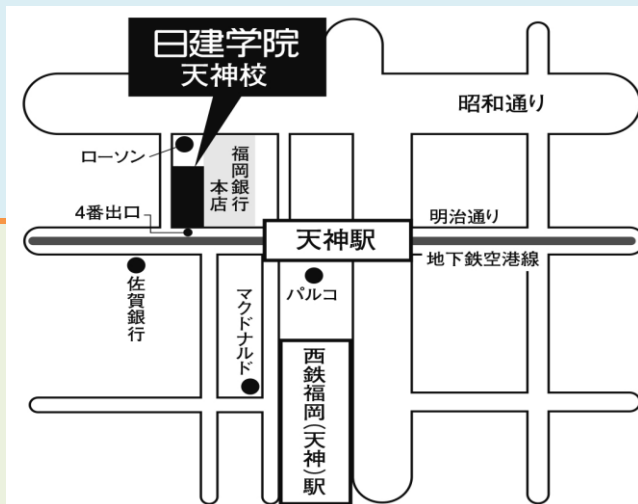 日建学院
天神校
昭和通り
ローソン
福岡銀行
本店
4番出口
明治通り
天神駅
地下鉄空港線
佐賀銀行
マクドナルド
パルコ
西鉄福岡(天神)駅